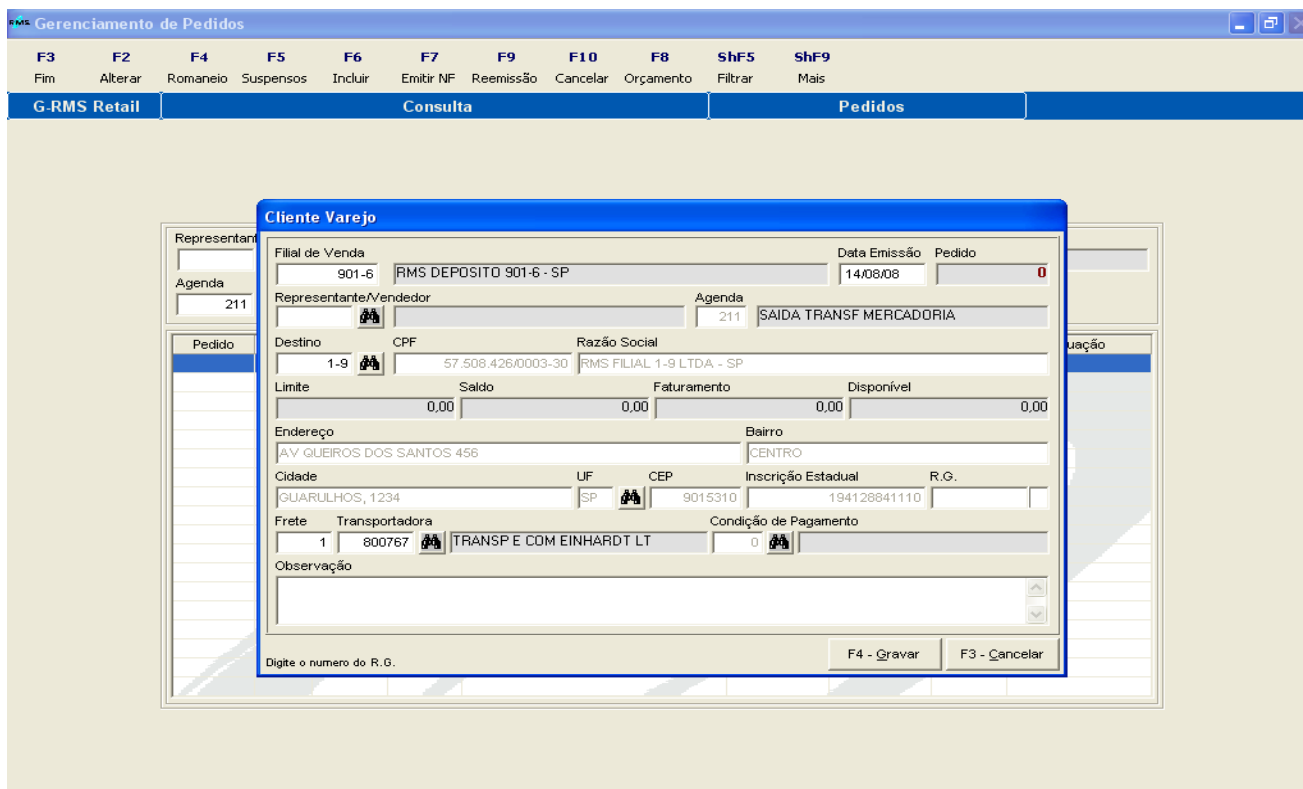 RMS Gerenciamento de Pedidos
F3 F2 F4 F5 F6 F7 F9 F10 F8 ShF5 ShF9
Fim Alterar Romaneio Suspensos Incluir Emitir NF Reemissão Cancelar Orçamento Filtrar Mais
G-RMS Retail Consulta Pedidos
Representant
Agenda
211
Pedido uação
Cliente Varejo
Filial de Venda Data Emissão Pedido
901-6 RMS DEPOSITO 901-6 - SP 14/08/08 0
Representante/Vendedor Agenda
211 SAIDA TRANSF MERCADORIA
Destino CPF Razão Social
1-9 57.508.426/0003-30 RMS FILIAL 1-9 LTDA - SP
Limite Saldo Faturamento Disponível
0,00 0,00 0,00 0,00
Endereço Bairro
AV QUEIROS DOS SANTOS 456 CENTRO
Cidade UF CEP Inscrição Estadual R.G.
GUARULHOS, 1234 SP 9015310 194128841110
Frete Transportadora Condição de Pagamento
1 800767 TRANSP E COM EINHARDT LT 0
Observação
Digite o numero do R.G. F4 - Gravar F3 - Cancelar